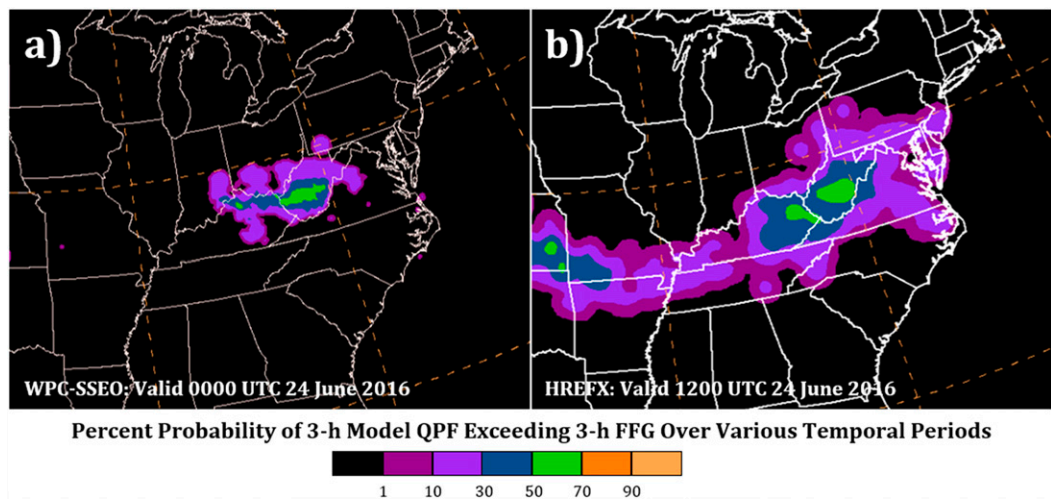 a)
b)
WPC-SSEO: Valid 0000 UTC 24 June 2016
HREFX: Valid 1200 UTC 24 June 2016
Percent Probability of 3-h Model QPF Exceeding 3-h FFG Over Various Temporal Periods
1 10 30 50 70 90